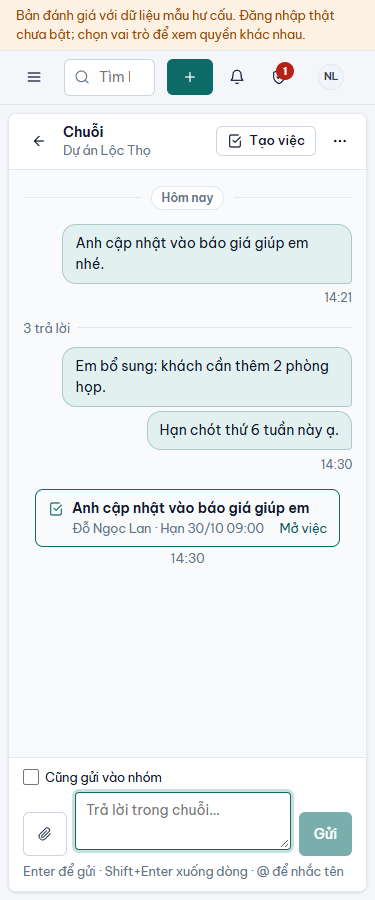 Bản đánh giá với dữ liệu mẫu hư cấu. Đăng nhập thật
chưa bật; chọn vai trò để xem quyền khác nhau.
Tìm
1
NL
Chuỗi
Dự án Lộc Thọ
Tạo việc
Hôm nay
Anh cập nhật vào báo giá giúp em
nhé.
14:21
3 trả lời
Em bổ sung: khách cần thêm 2 phòng
họp.
Hạn chót thứ 6 tuần này ạ.
14:30
Anh cập nhật vào báo giá giúp em
Đỗ Ngọc Lan · Hạn 30/10 09:00 Mở việc
14:30
Cũng gửi vào nhóm
Trả lời trong chuỗi...
Gửi
Enter để gửi · Shift+Enter xuống dòng · @ để nhắc tên